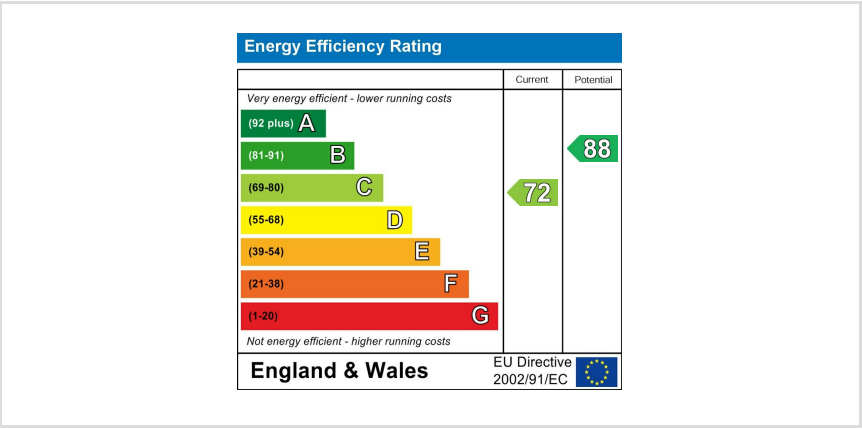 Energy Efficiency Rating
Current Potential
Very energy efficient - lower running costs
(92 plus) A
(81-91) B
88
(69-80) C
72
(55-68) D
(39-54) E
(21-38) F
(1-20) G
Not energy efficient - higher running costs
England & Wales
EU Directive
2002/91/EC